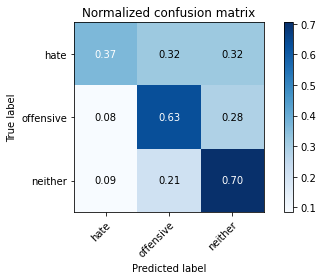 Normalized confusion matrix
True label
hate 0.37 0.32 0.32
offensive 0.08 0.63 0.28
neither 0.09 0.21 0.70
hate offensive neither
Predicted label
0.7
0.6
0.5
0.4
0.3
0.2
0.1